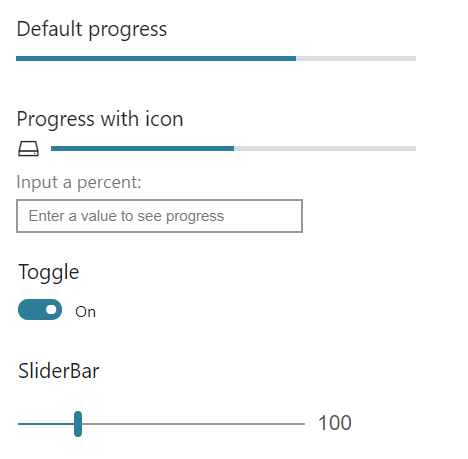 Default progress
Progress with icon
Input a percent:
Enter a value to see progress
Toggle
On
SliderBar
100